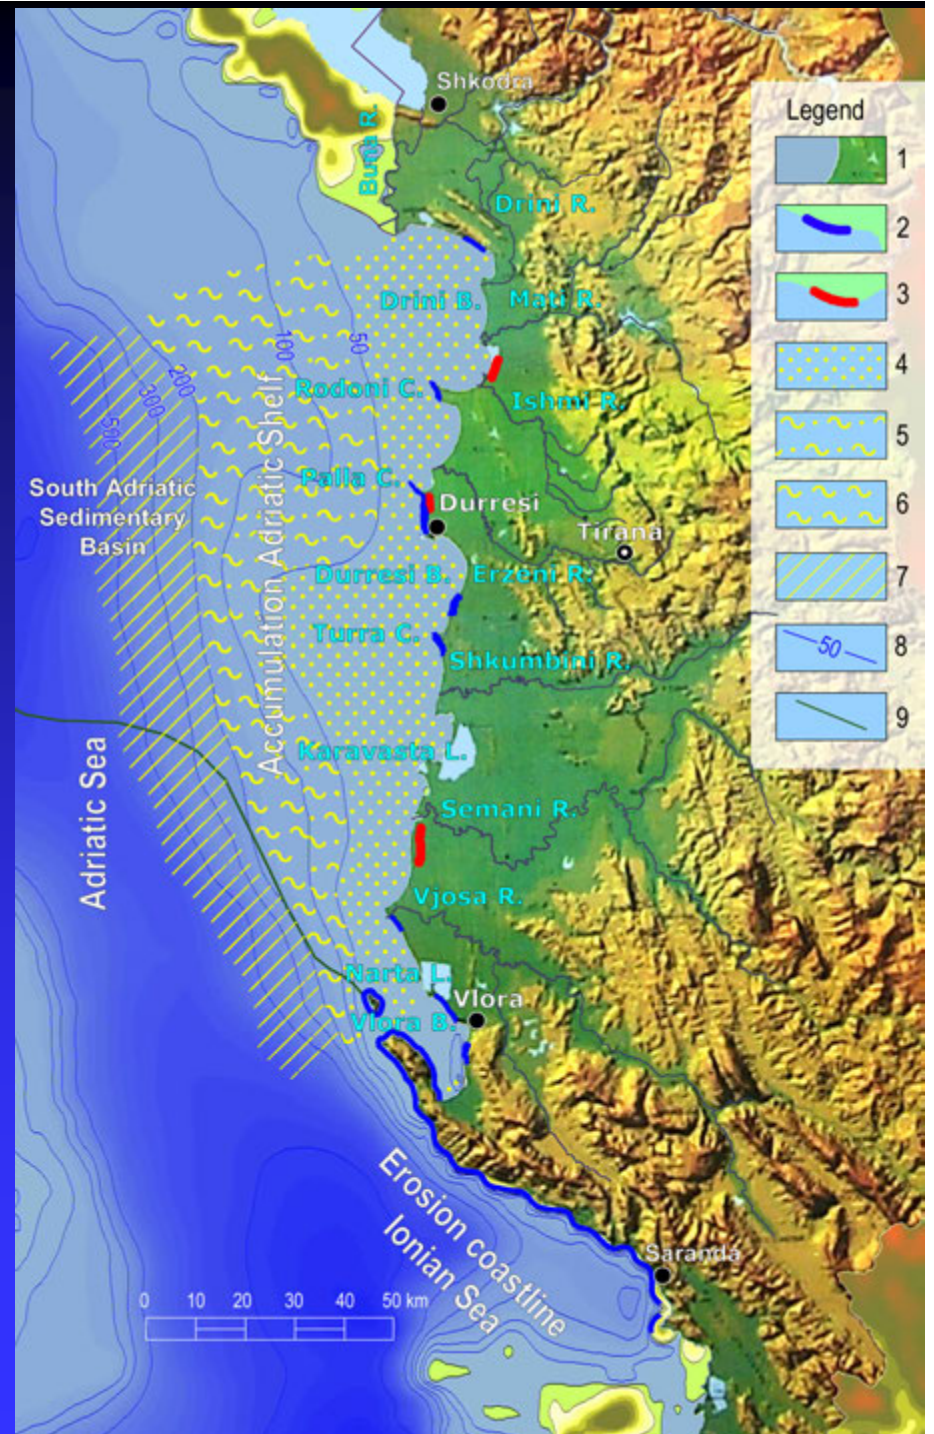 Shkodra
Legend
Buna R.
1
Drini R.
2
3
Drini B.
Mati R.
50
100
4
200
Rodoni C.
300
Ishmi R.
500
5
Accumulation Adriatic Shelf
Palla C.
South Adriatic
Sedimentary
Basin
Durresi
6
Tirana
Durresi B.
Erzeni R.
7
Turra C.
50
8
Shkumbini R.
9
Karavasta L.
Adriatic Sea
Semani R.
Vjosa R.
Narta L.
Vlora
Vlora B.
Erosion coastline
Ionian Sea
Saranda
0 10 20 30 40 50 km